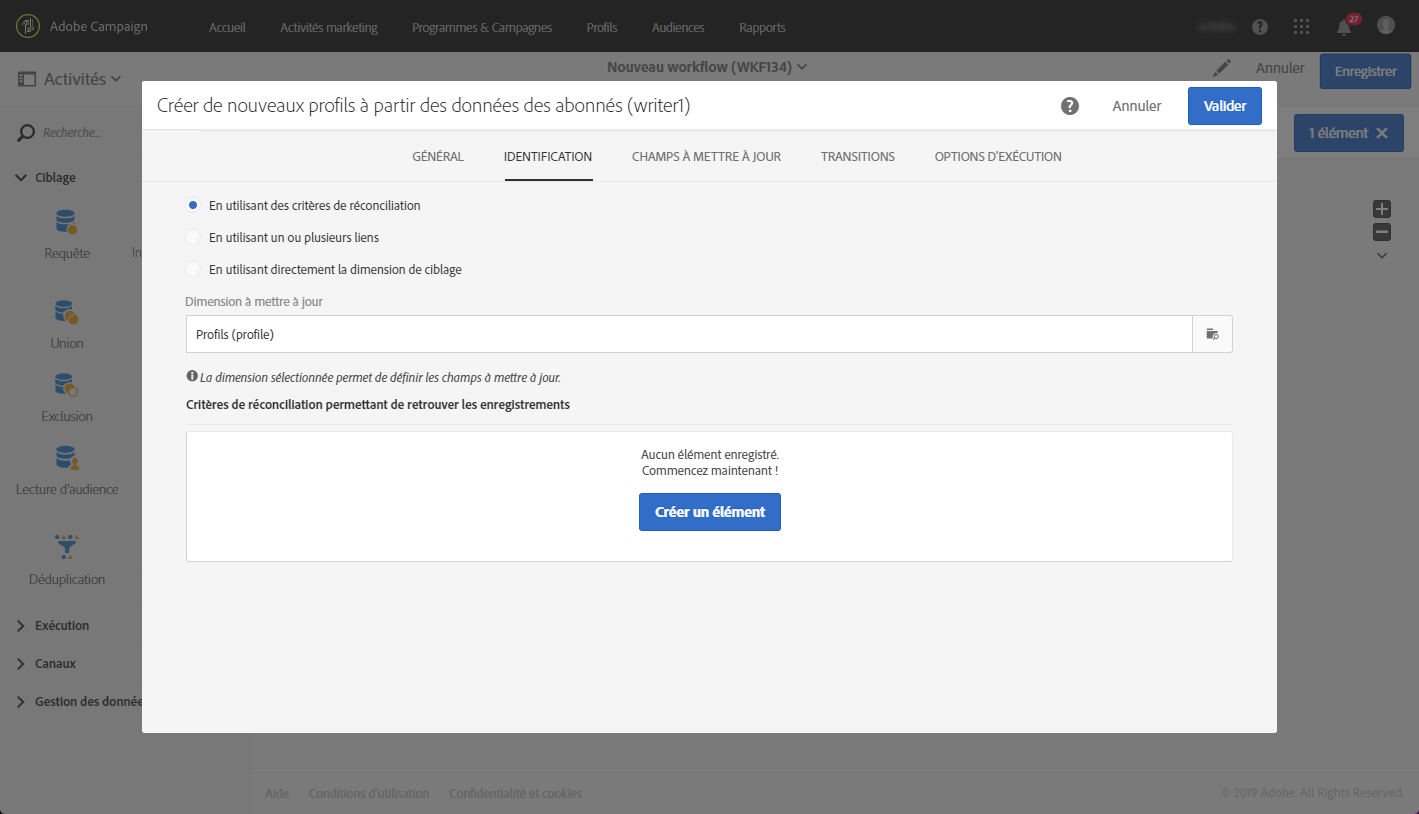 Adobe Campaign
Accueil
Activités marketing
Programmes & Campagnes
Profils
Audiences
Rapports
27
Activités
Nouveau workflow (WKF134)
Annuler
Enregistrer
Créer de nouveaux profils à partir des données des abonnés (writer1)
Annuler
Valider
Recherche...
1 élément
GÉNÉRAL
IDENTIFICATION
CHAMPS À METTRE À JOUR
TRANSITIONS
OPTIONS D'EXÉCUTION
Ciblage
En utilisant des critères de réconciliation
En utilisant un ou plusieurs liens
En utilisant directement la dimension de ciblage
Requête
In
Dimension à mettre à jour
Profils (profile)
Union
La dimension sélectionnée permet de définir les champs à mettre à jour.
Critères de réconciliation permettant de retrouver les enregistrements
Exclusion
Aucun élément enregistré.
Commencez maintenant !
Créer un élément
Lecture d'audience
Déduplication
Exécution
Canaux
Gestion des donnée
Aide
Conditions d'utilisation
Confidentialité et cookies
© 2019 Adobe. All Rights Reserved.